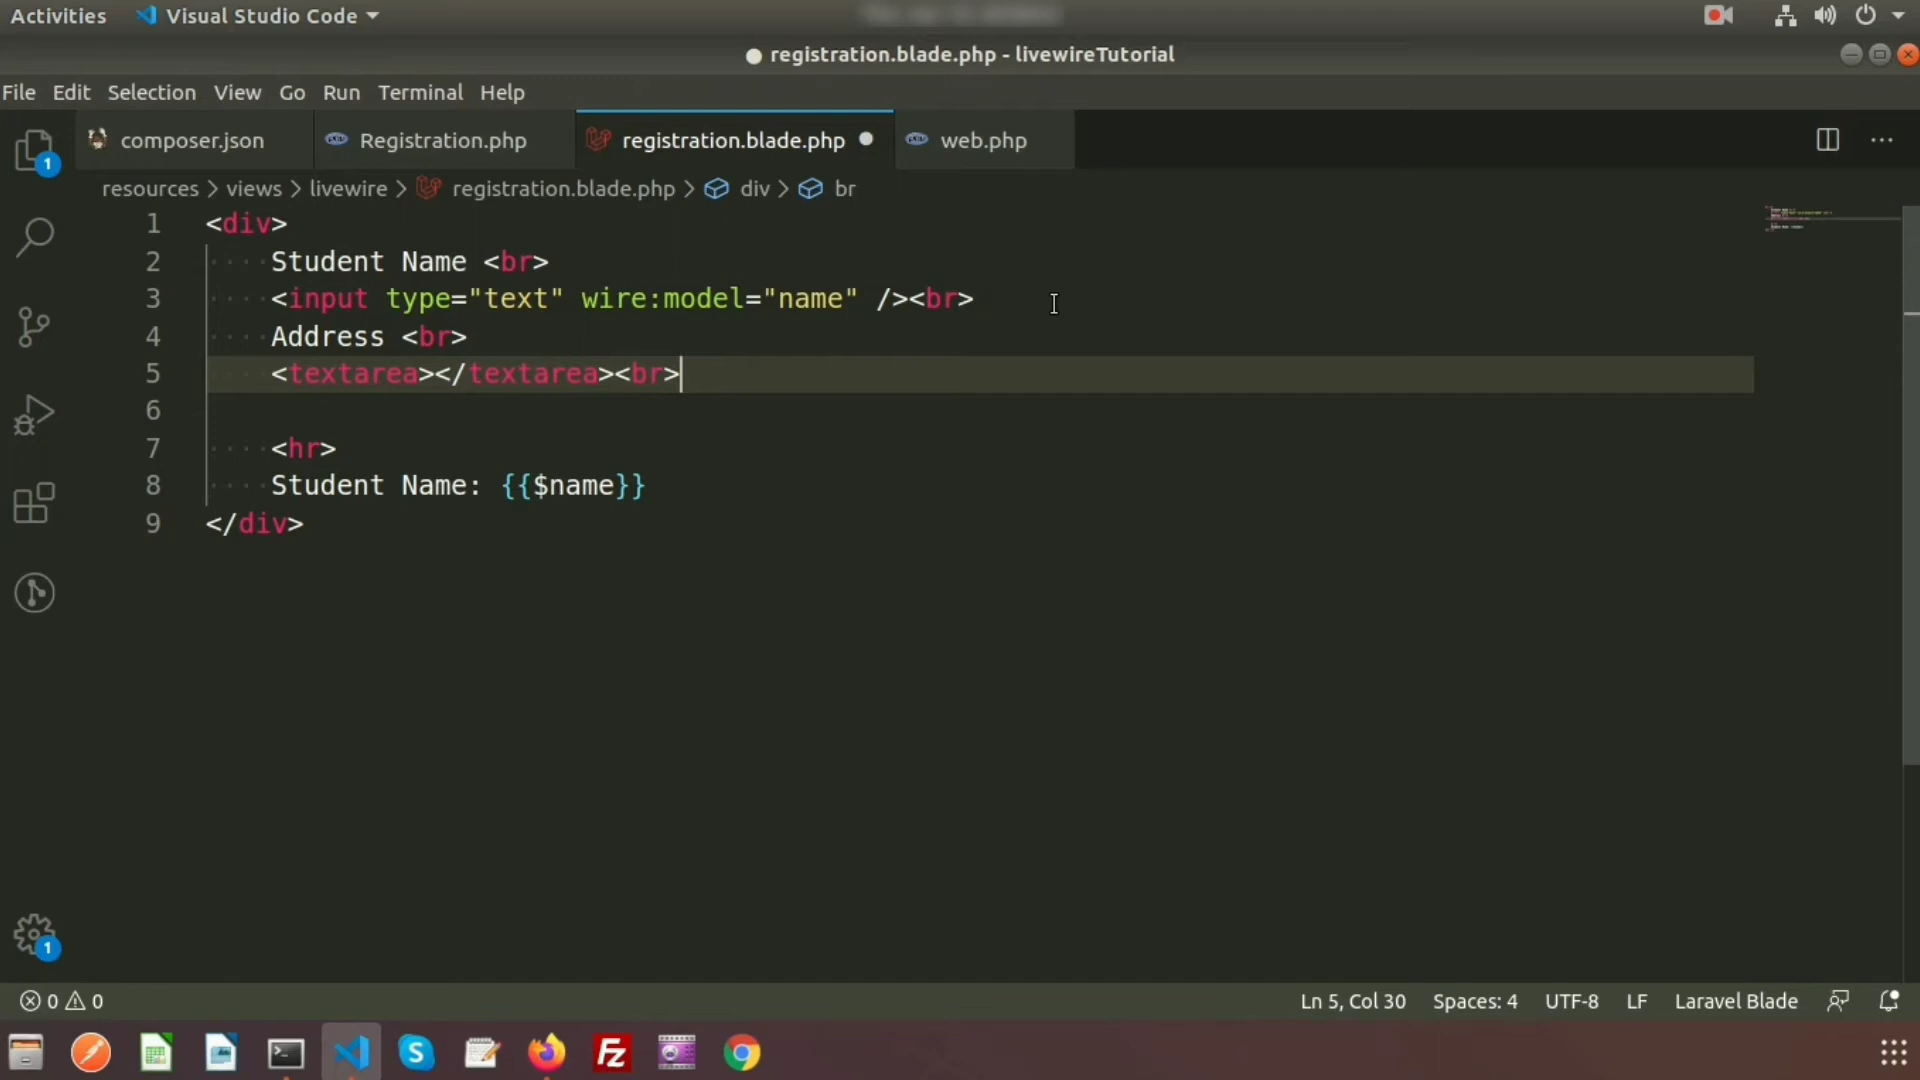 Activities Visual Studio Code
registration.blade.php - livewireTutorial
File Edit Selection View Go Run Terminal Help
composer.json Registration.php registration.blade.php web.php
resources > views > livewire > registration.blade.php > div > br
1 <div>
2 ····Student Name <br>
3 ····<input type="text" wire:model="name" /><br>
4 ····Address <br>
5 ····<textarea></textarea><br>
6
7 ····<hr>
8 ····Student Name: {{$name}}
9 </div>
1
1
0 0 Ln 5, Col 30 Spaces: 4 UTF-8 LF Laravel Blade
S Fz